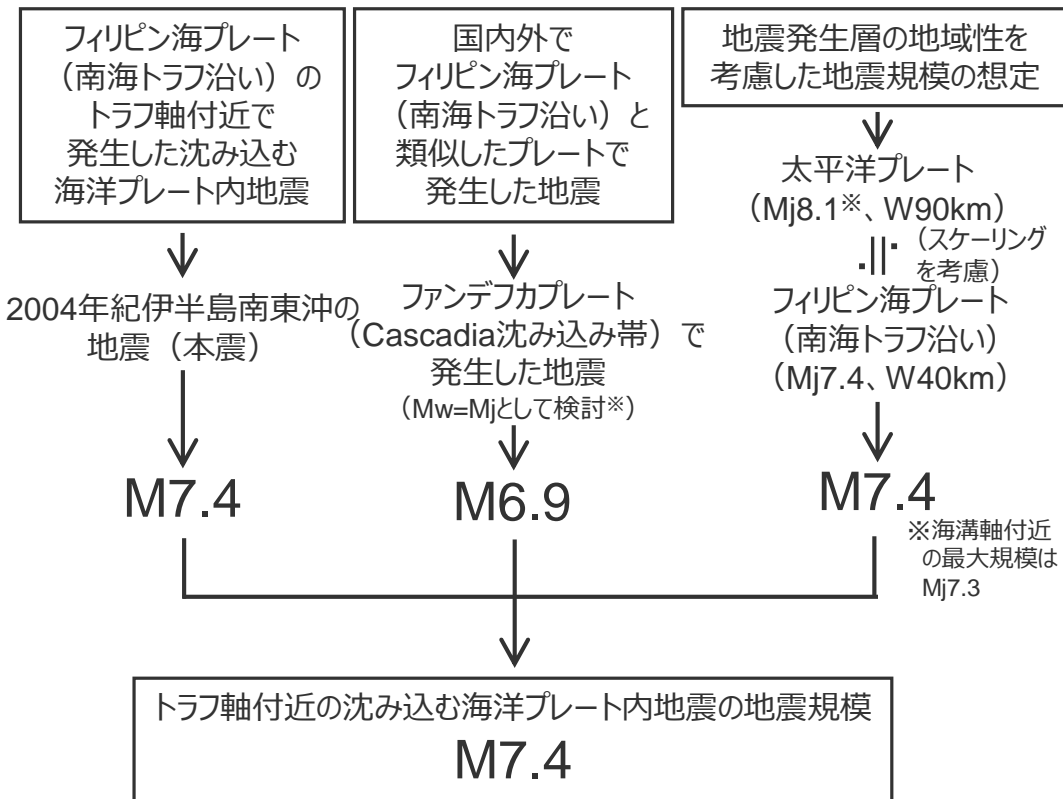 フィリピン海プレート
（南海トラフ沿い）の
トラフ軸付近で
発生した沈み込む
海洋プレート内地震
2004年紀伊半島南東沖の
地震（本震）
M7.4
国内外で
フィリピン海プレート
（南海トラフ沿い）と
類似したプレートで
発生した地震
ファンデフカプレート
（Cascadia沈み込み帯）で
発生した地震
（Mw=Mjとして検討※）
M6.9
地震発生層の地域性を
考慮した地震規模の想定
太平洋プレート
（Mj8.1※、W90km）
（スケーリング
を考慮）
フィリピン海プレート
（南海トラフ沿い）
（Mj7.4、W40km）
M7.4
※海溝軸付近
の最大規模は
Mj7.3
トラフ軸付近の沈み込む海洋プレート内地震の地震規模
M7.4